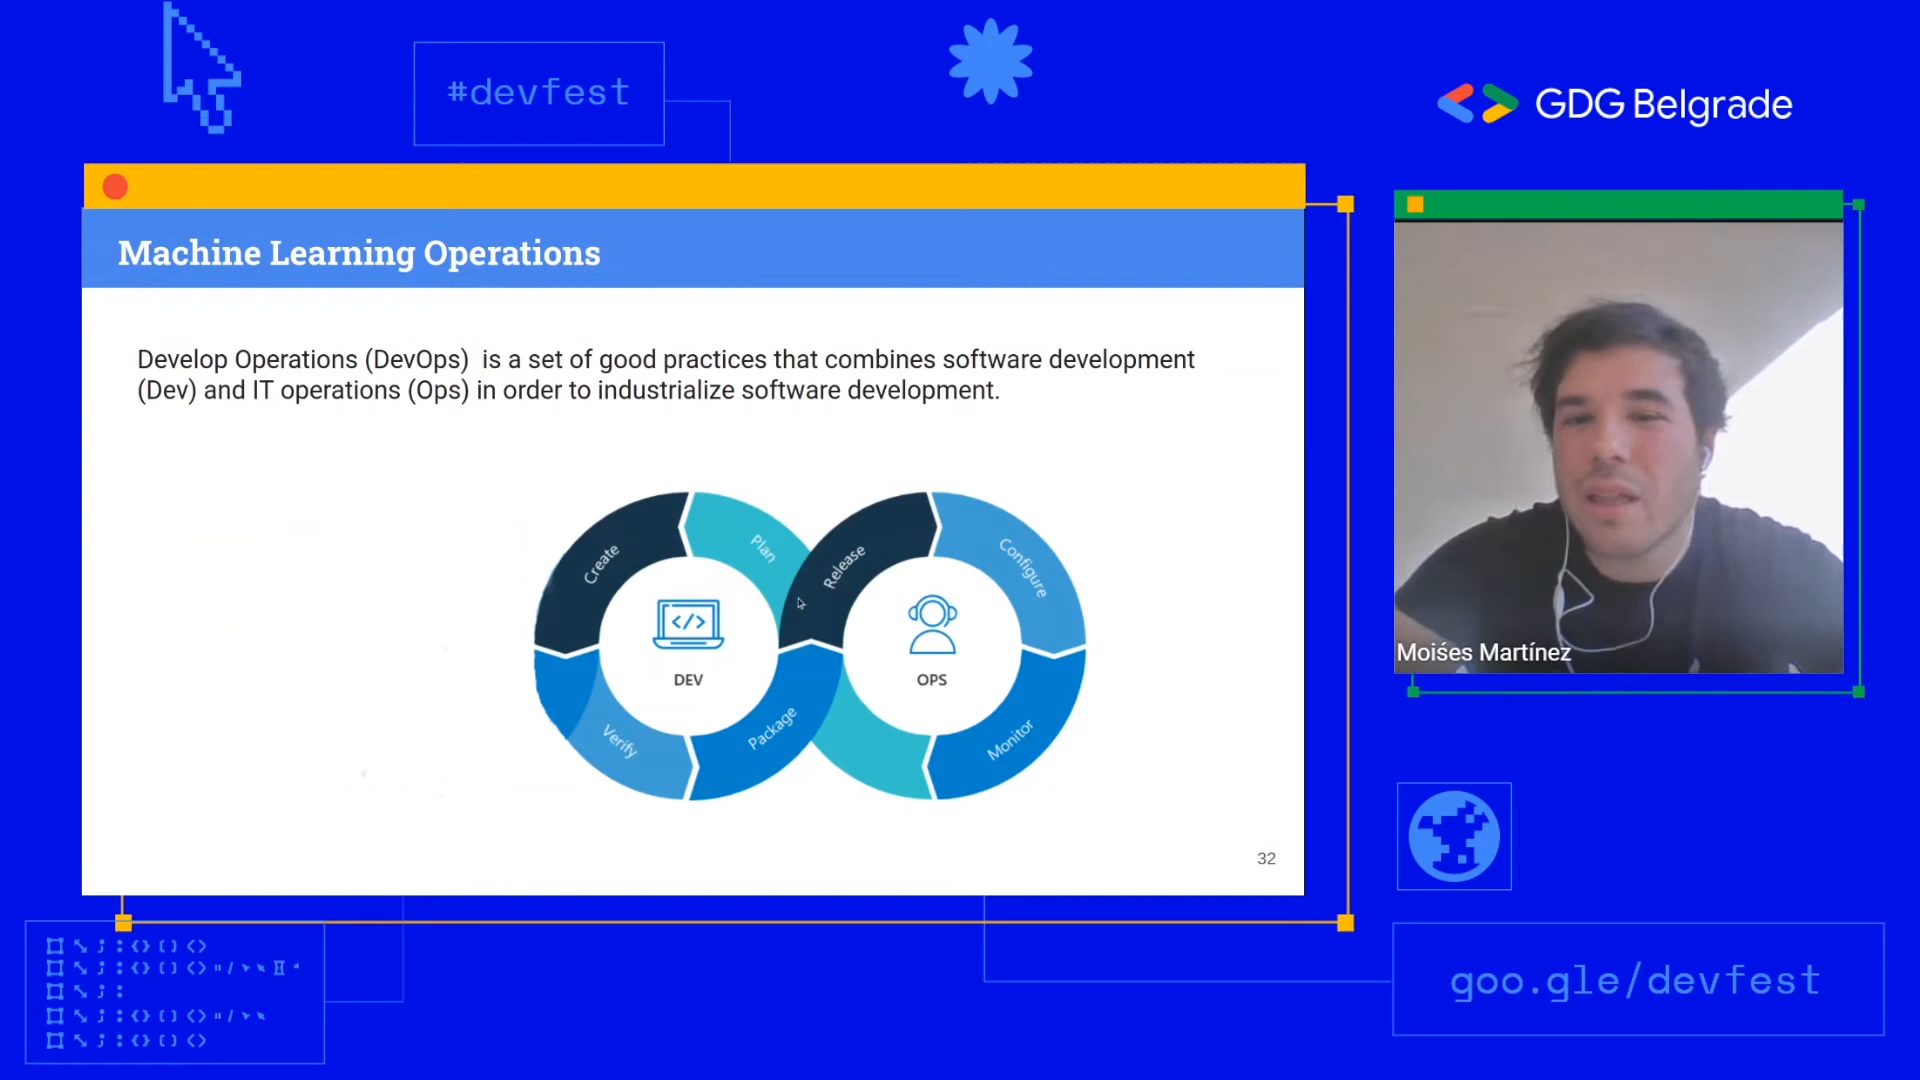 #devfest
GDG Belgrade
Machine Learning Operations
Develop Operations (DevOps) is a set of good practices that combines software development
(Dev) and IT operations (Ops) in order to industrialize software development.
Create
Plan
Release
Configure
</>
DEV
OPS
Verify
Package
Monitor
32
Moiśes Martínez
goo.gle/devfest